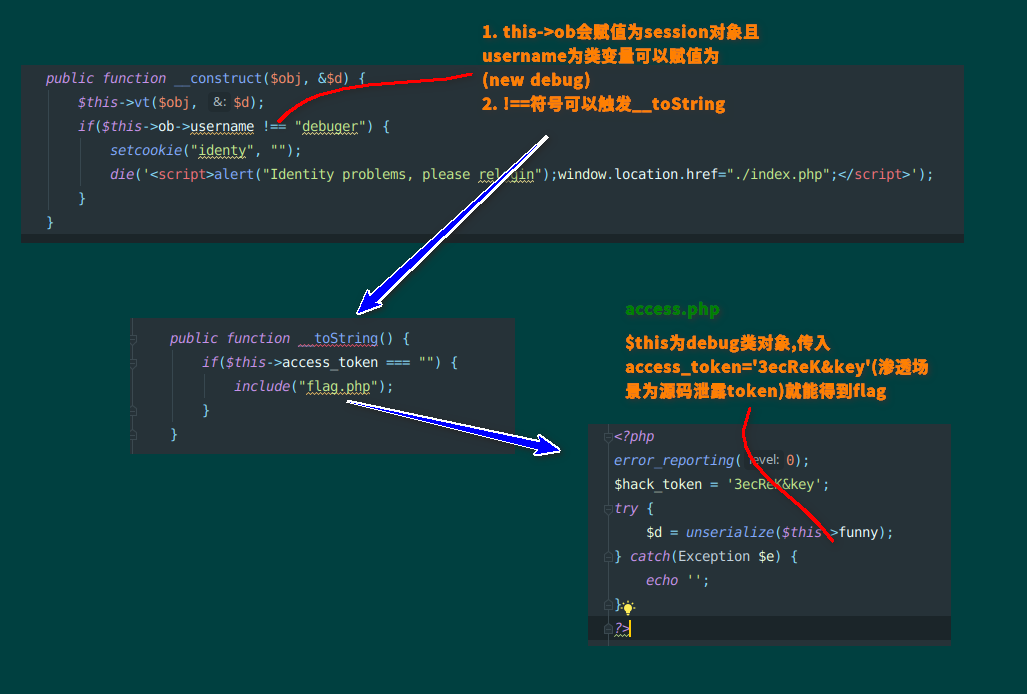 1. this->ob会赋值为session对象且
username为类变量可以赋值为
(new debug)
2. !==符号可以触发__toString
public function __construct($obj, &$d) {
$this->vt($obj, &: $d);
if($this->ob->username !== "debuger") {
setcookie("identy", "");
die('<script>alert("Identity problems, please relogin");window.location.href="./index.php";</script>');
}
}
public function __toString() {
if($this->access_token === "") {
include("flag.php");
}
}
access.php
$this为debug类对象,传入
access_token='3ecReK&key'(渗透场
景为源码泄露token)就能得到flag
<?php
error_reporting( level: 0);
$hack_token = '3ecReK&key';
try {
$d = unserialize($this->funny);
} catch(Exception $e) {
echo '';
}
?>